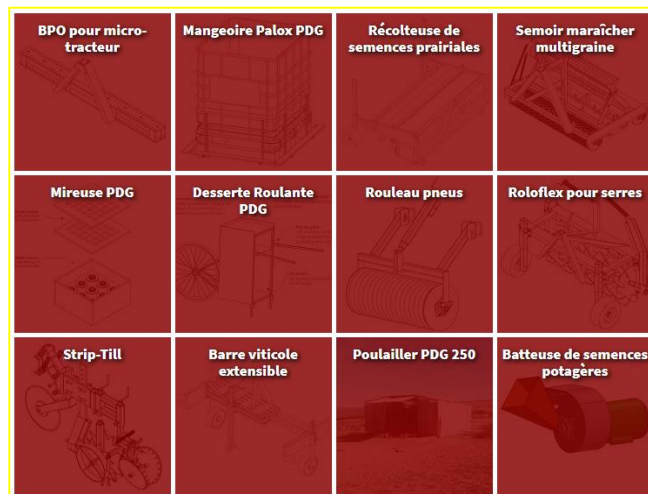 BPO pour micro-
tracteur
Mangeoire Palox PDG
Récolteuse de
semences prairiales
Semoir maraîcher
multigraine
Mireuse PDG
Desserte Roulante
PDG
Rouleau pneus
Roloflex pour serres
Strip-Till
Barre viticole
extensible
Poulailler PDG 250
Batteuse de semences
potagères